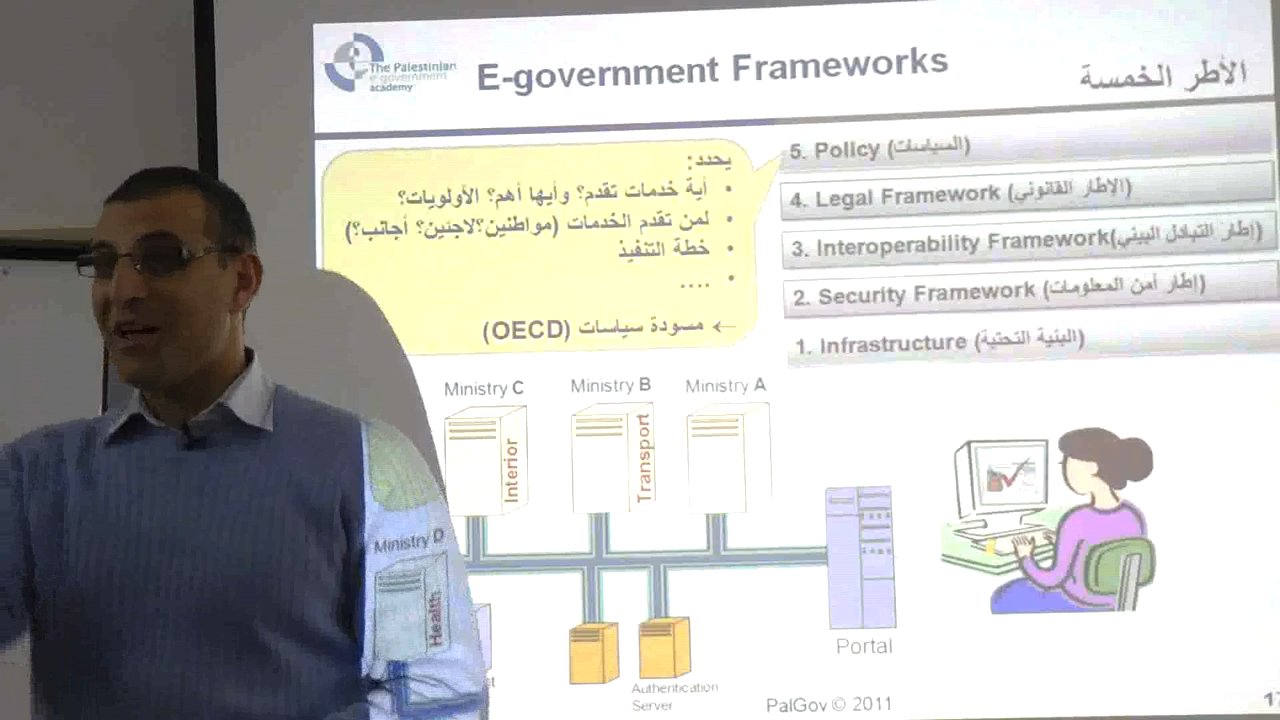 The Palestinian
e-government
academy
E-government Frameworks
الأطر الخمسة
يحدد:
• أية خدمات تقدم؟ وأيها أهم؟ الأولويات؟
• لمن تقدم الخدمات (مواطنين؟لاجئين؟ أجانب؟)
• خطة التنفيذ
• ....
← مسودة سياسات (OECD)
5. Policy (السياسات)
4. Legal Framework (الإطار القانوني)
3. Interoperability Framework(إطار التبادل البيني)
2. Security Framework (إطار أمن المعلومات)
1. Infrastructure (البنية التحتية)
Ministry C
Ministry B
Ministry A
Interior
Transport
Ministry D
Health
Portal
Authentication
Server
PalGov © 2011